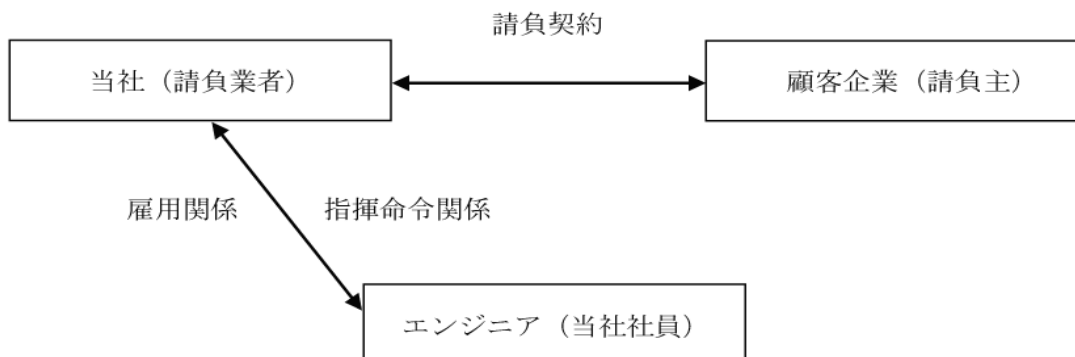 請負契約
当社（請負業者）
顧客企業（請負主）
雇用関係
指揮命令関係
エンジニア（当社社員）